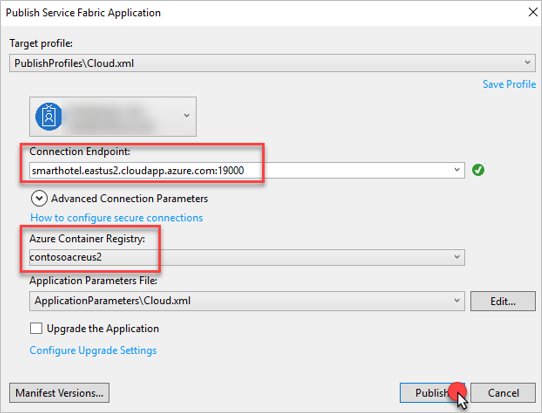 Publish Service Fabric Application
Target profile:
PublishProfiles\Cloud.xml
Save Profile
Connection Endpoint:
smarthotel.eastus2.cloudapp.azure.com:19000
Advanced Connection Parameters
How to configure secure connections
Azure Container Registry:
contosoacreus2
Application Parameters File:
ApplicationParameters\Cloud.xml
Edit...
Upgrade the Application
Configure Upgrade Settings
Manifest Versions...
Publish
Cancel